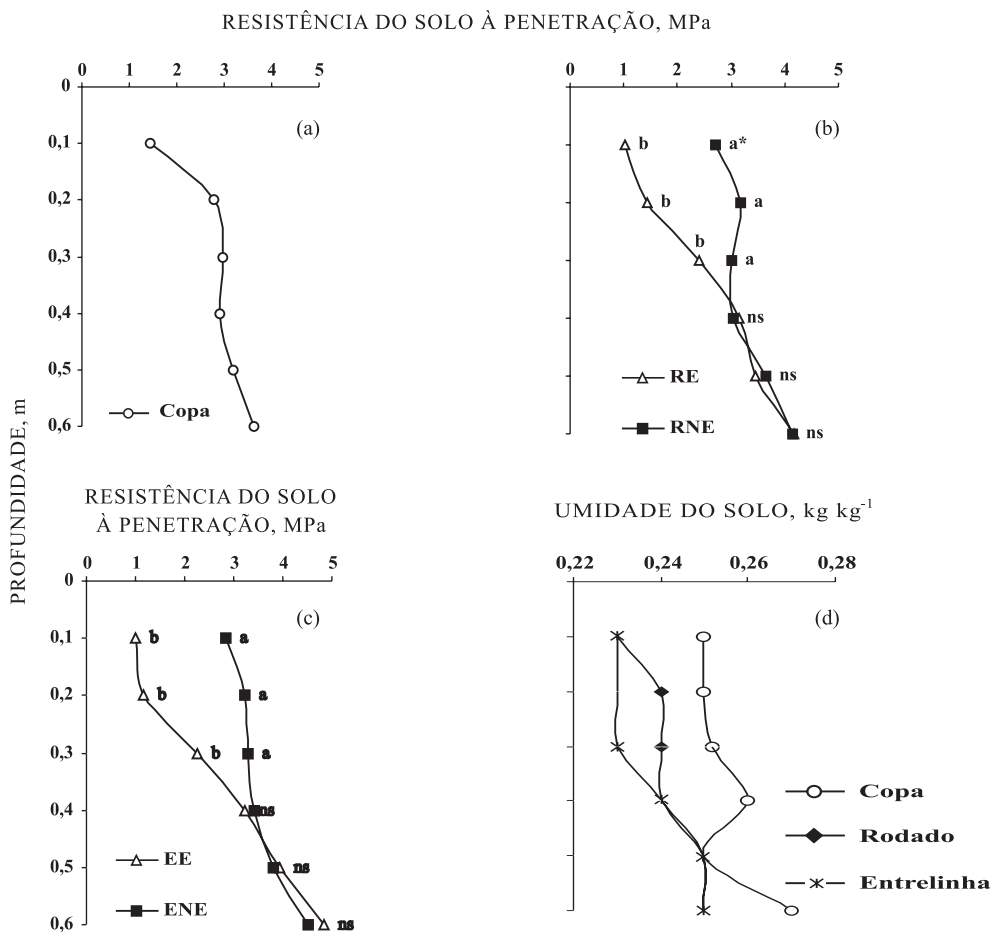 RESISTÊNCIA DO SOLO À PENETRAÇÃO, MPa
0 1 2 3 4 5
0
0,1
0,2
0,3
0,4
0,5
0,6
(a)
Copa
0 1 2 3 4 5
(b)
b a*
b a
b
a
ns
ns
ns
RE
RNE
PROFUNDIDADE, m
RESISTÊNCIA DO SOLO
À PENETRAÇÃO, MPa
0 1 2 3 4 5
0
0,1
0,2
0,3
0,4
0,5
0,6
(c)
b a
b a
b a
ns
ns
ns
EE
ENE
UMIDADE DO SOLO, kg kg-1
0,22 0,24 0,26 0,28
(d)
Copa
Rodado
Entrelinha